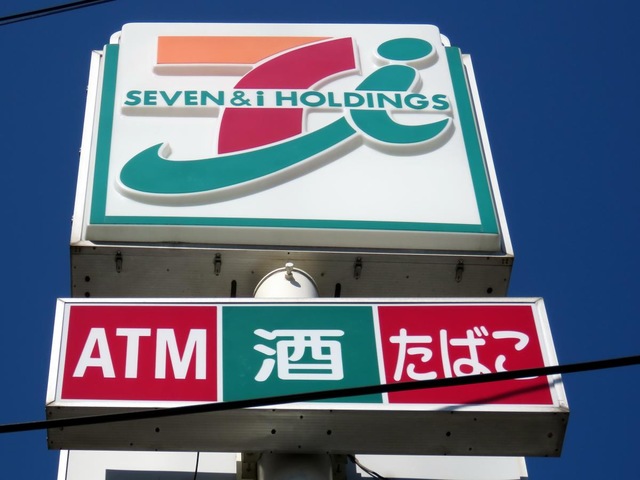 SEVEN & i HOLDINGS
ATM 酒 たばこ